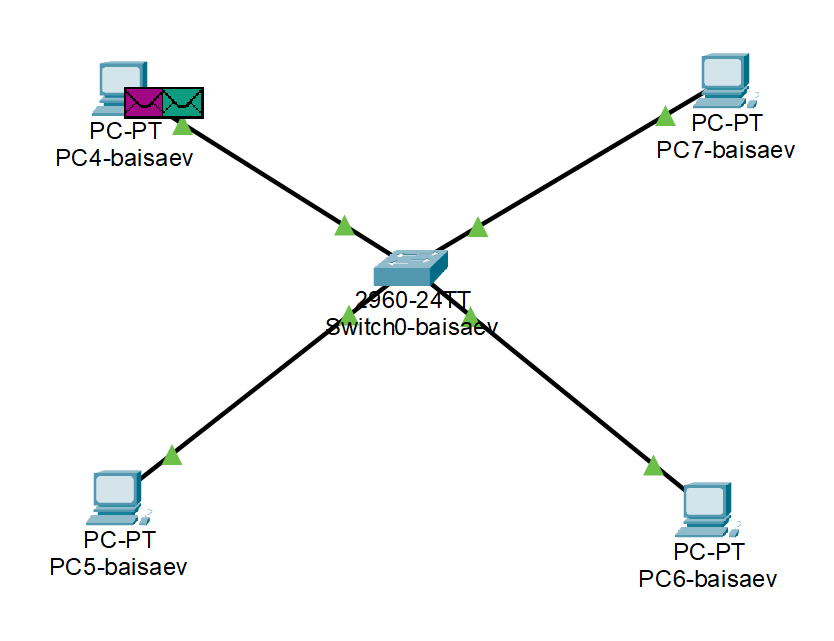 PC-PT
PC4-baisaev
PC-PT
PC7-baisaev
2960-24TT
Switch0-baisaev
PC-PT
PC5-baisaev
PC-PT
PC6-baisaev